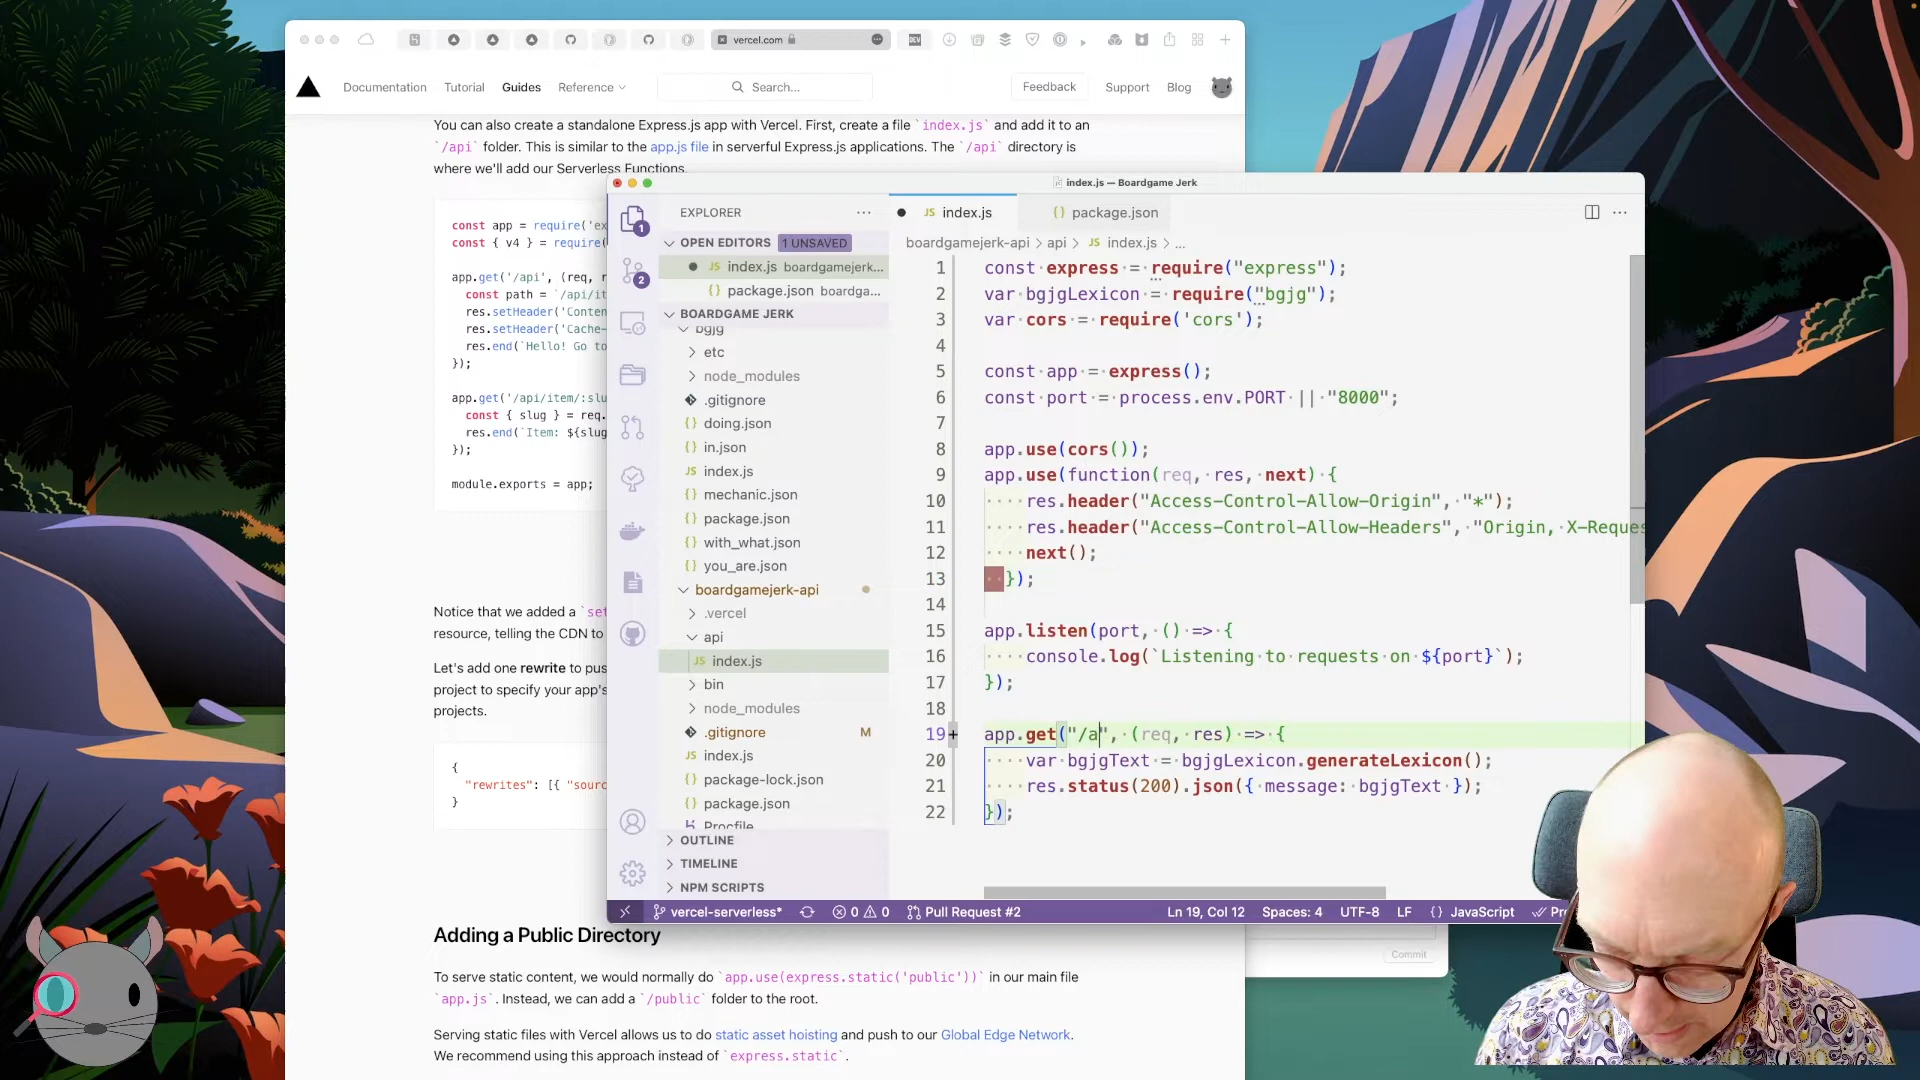 vercel.com
DEV
Documentation Tutorial Guides Reference Search... Feedback Support Blog
You can also create a standalone Express.js app with Vercel. First, create a file `index.js` and add it to an
`/api` folder. This is similar to the app.js file in serverful Express.js applications. The `/api` directory is
where we'll add our Serverless Functions.
const app = require('ex
const { v4 } = require(
app.get('/api', (req, r
const path = `/api/it
res.setHeader('Conten
res.setHeader('Cache-
res.end(`Hello! Go to
});
app.get('/api/item/:slu
const { slug } = req.
res.end(`Item: ${slug
});
module.exports = app;
Notice that we added a `set
resource, telling the CDN to
Let's add one rewrite to pus
project to specify your app's
projects.
{
"rewrites": [{ "sourc
}
Adding a Public Directory
To serve static content, we would normally do `app.use(express.static('public'))` in our main file
`app.js`. Instead, we can add a `/public` folder to the root.
Serving static files with Vercel allows us to do static asset hoisting and push to our Global Edge Network.
We recommend using this approach instead of `express.static`.
index.js — Boardgame Jerk
1
2
EXPLORER
OPEN EDITORS 1 UNSAVED
JS index.js boardgamejerk...
{} package.json boardga...
BOARDGAME JERK
bgjg
etc
node_modules
.gitignore
{} doing.json
{} in.json
JS index.js
{} mechanic.json
{} package.json
{} with_what.json
{} you_are.json
boardgamejerk-api
.vercel
api
JS index.js
bin
node_modules
.gitignore M
JS index.js
{} package-lock.json
{} package.json
Procfile
OUTLINE
TIMELINE
NPM SCRIPTS
JS index.js
{} package.json
boardgamejerk-api > api > JS index.js > ...
1 const express = require("express");
2 var bgjgLexicon = require("bgjg");
3 var cors = require('cors');
4
5 const app = express();
6 const port = process.env.PORT || "8000";
7
8 app.use(cors());
9 app.use(function(req, res, next) {
10 res.header("Access-Control-Allow-Origin", "*");
11 res.header("Access-Control-Allow-Headers", "Origin, X-Reques
12 next();
13 });
14
15 app.listen(port, () => {
16 console.log(`Listening to requests on ${port}`);
17 });
18
19 app.get("/a", (req, res) => {
20 var bgjgText = bgjgLexicon.generateLexicon();
21 res.status(200).json({ message: bgjgText });
22 });
vercel-serverless* 0 0 Pull Request #2 Ln 19, Col 12 Spaces: 4 UTF-8 LF {} JavaScript Pr
Commit